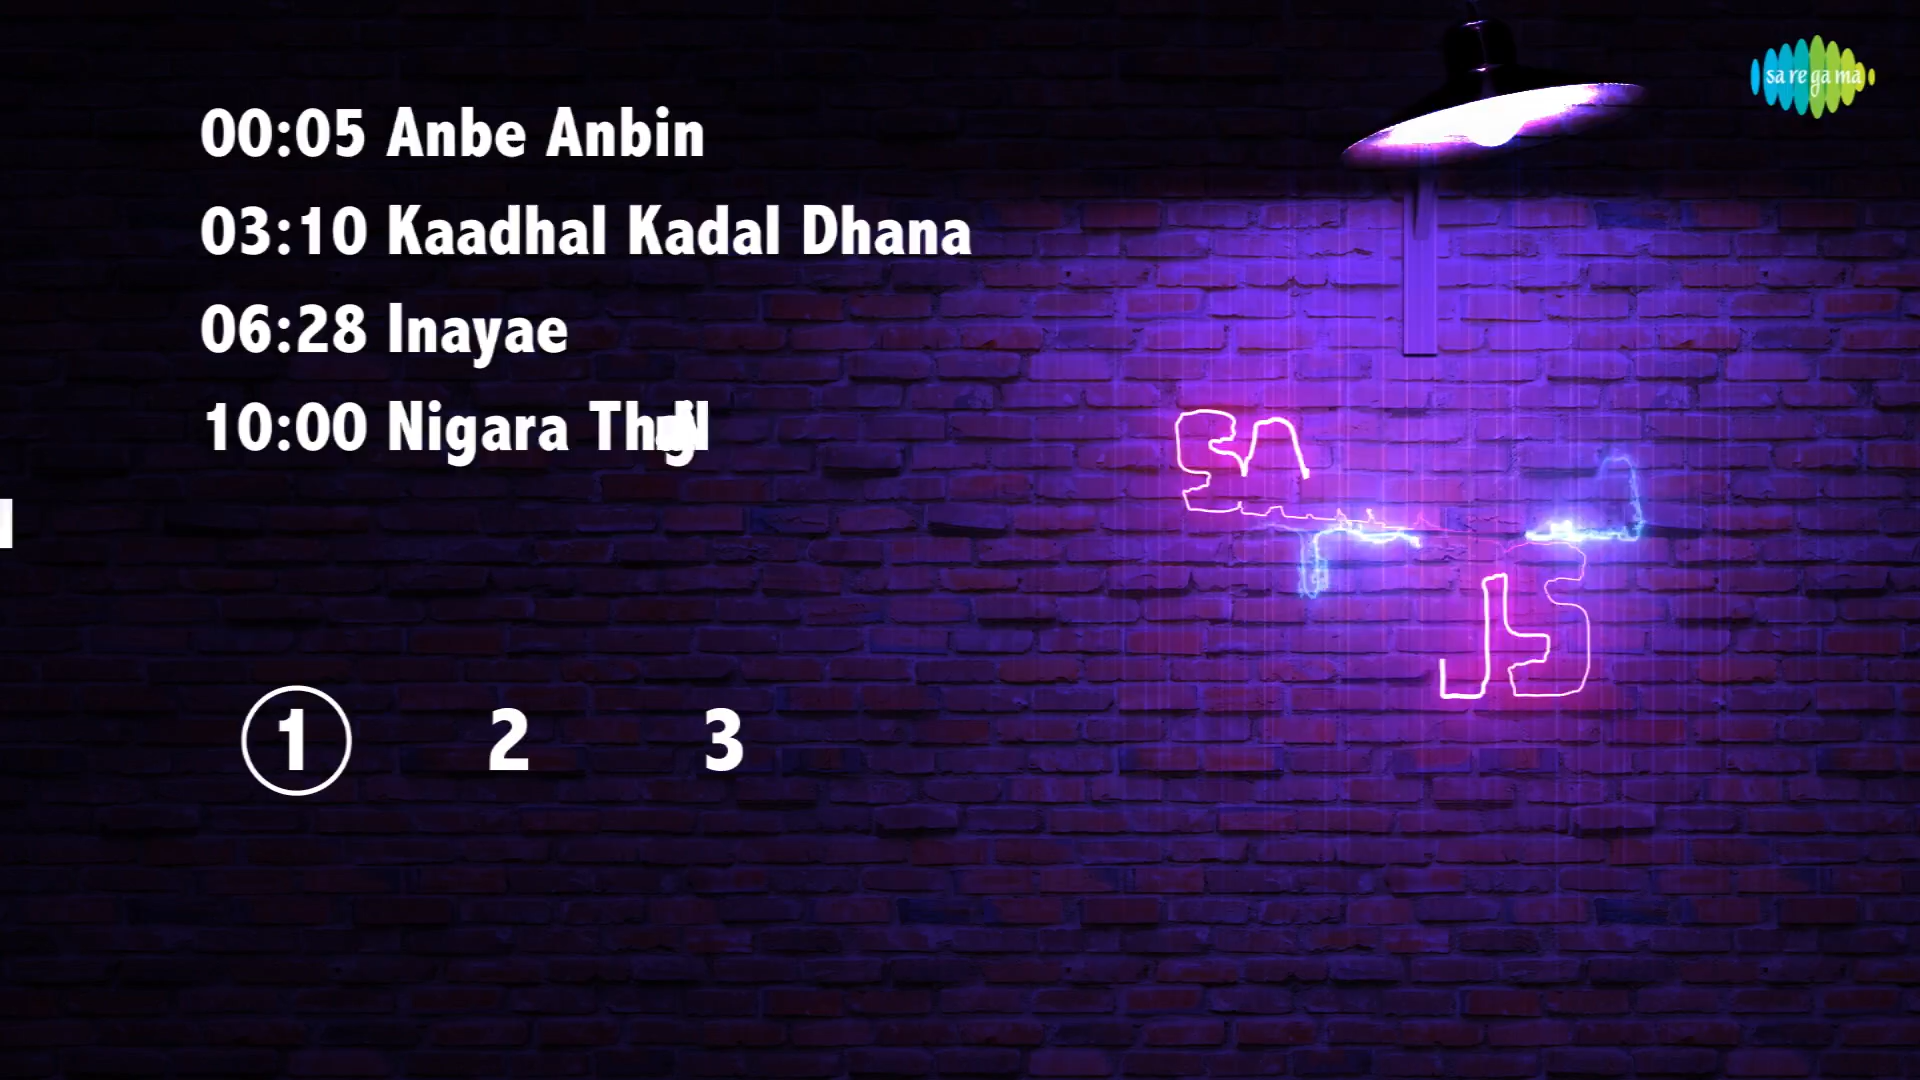 saregama
00:05 Anbe Anbin
03:10 Kaadhal Kadal Dhana
06:28 Inayae
10:00 Nigara
1 2 3